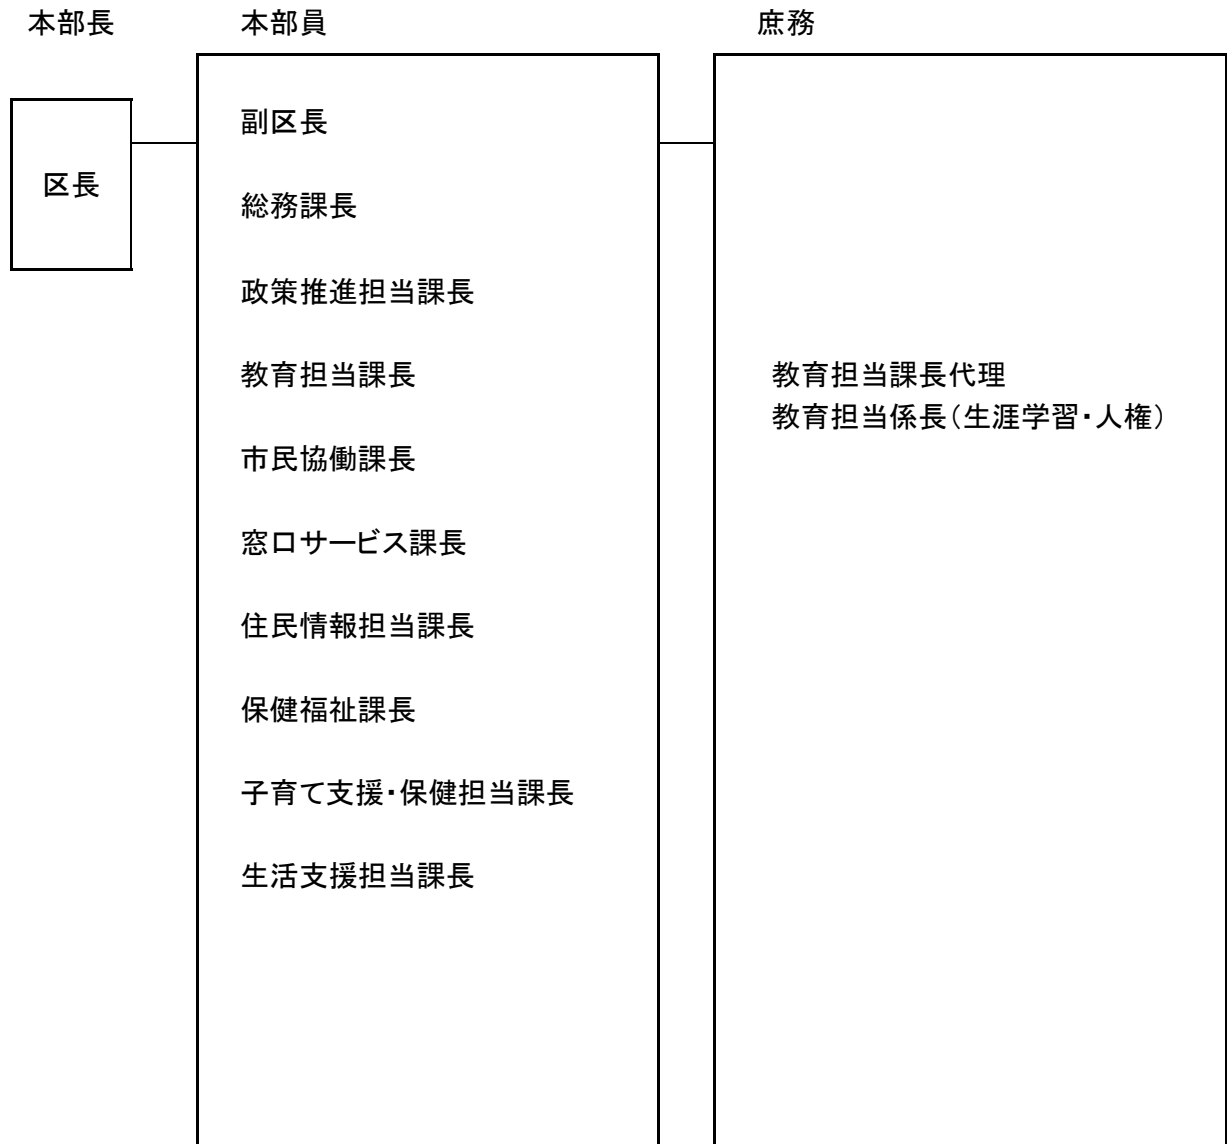 本部長
本部員
庶務
区長
副区長
総務課長
政策推進担当課長
教育担当課長
市民協働課長
窓口サービス課長
住民情報担当課長
保健福祉課長
子育て支援・保健担当課長
生活支援担当課長
教育担当課長代理
教育担当係長（生涯学習・人権）